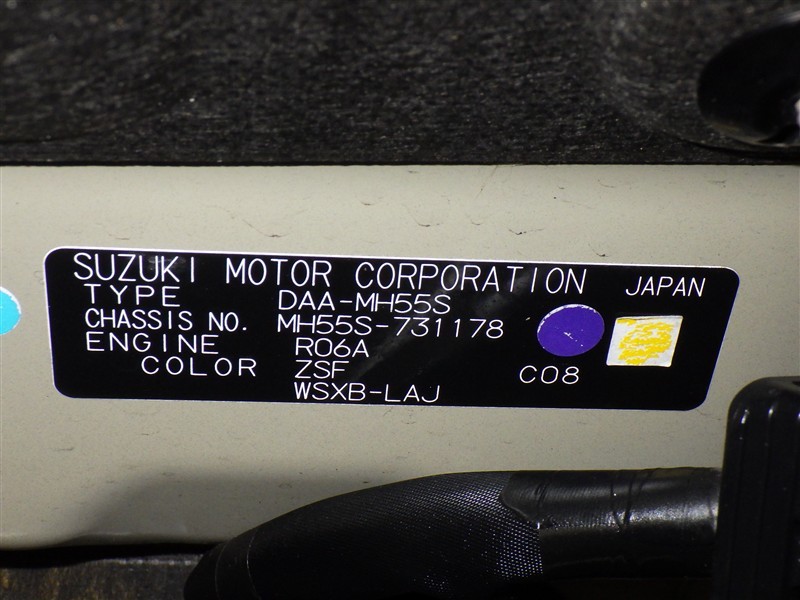 SUZUKI MOTOR CORPORATION JAPAN
TYPE DAA-MH55S
CHASSIS NO. MH55S-731178
ENGINE R06A
COLOR ZSF C08
WSXB-LAJ